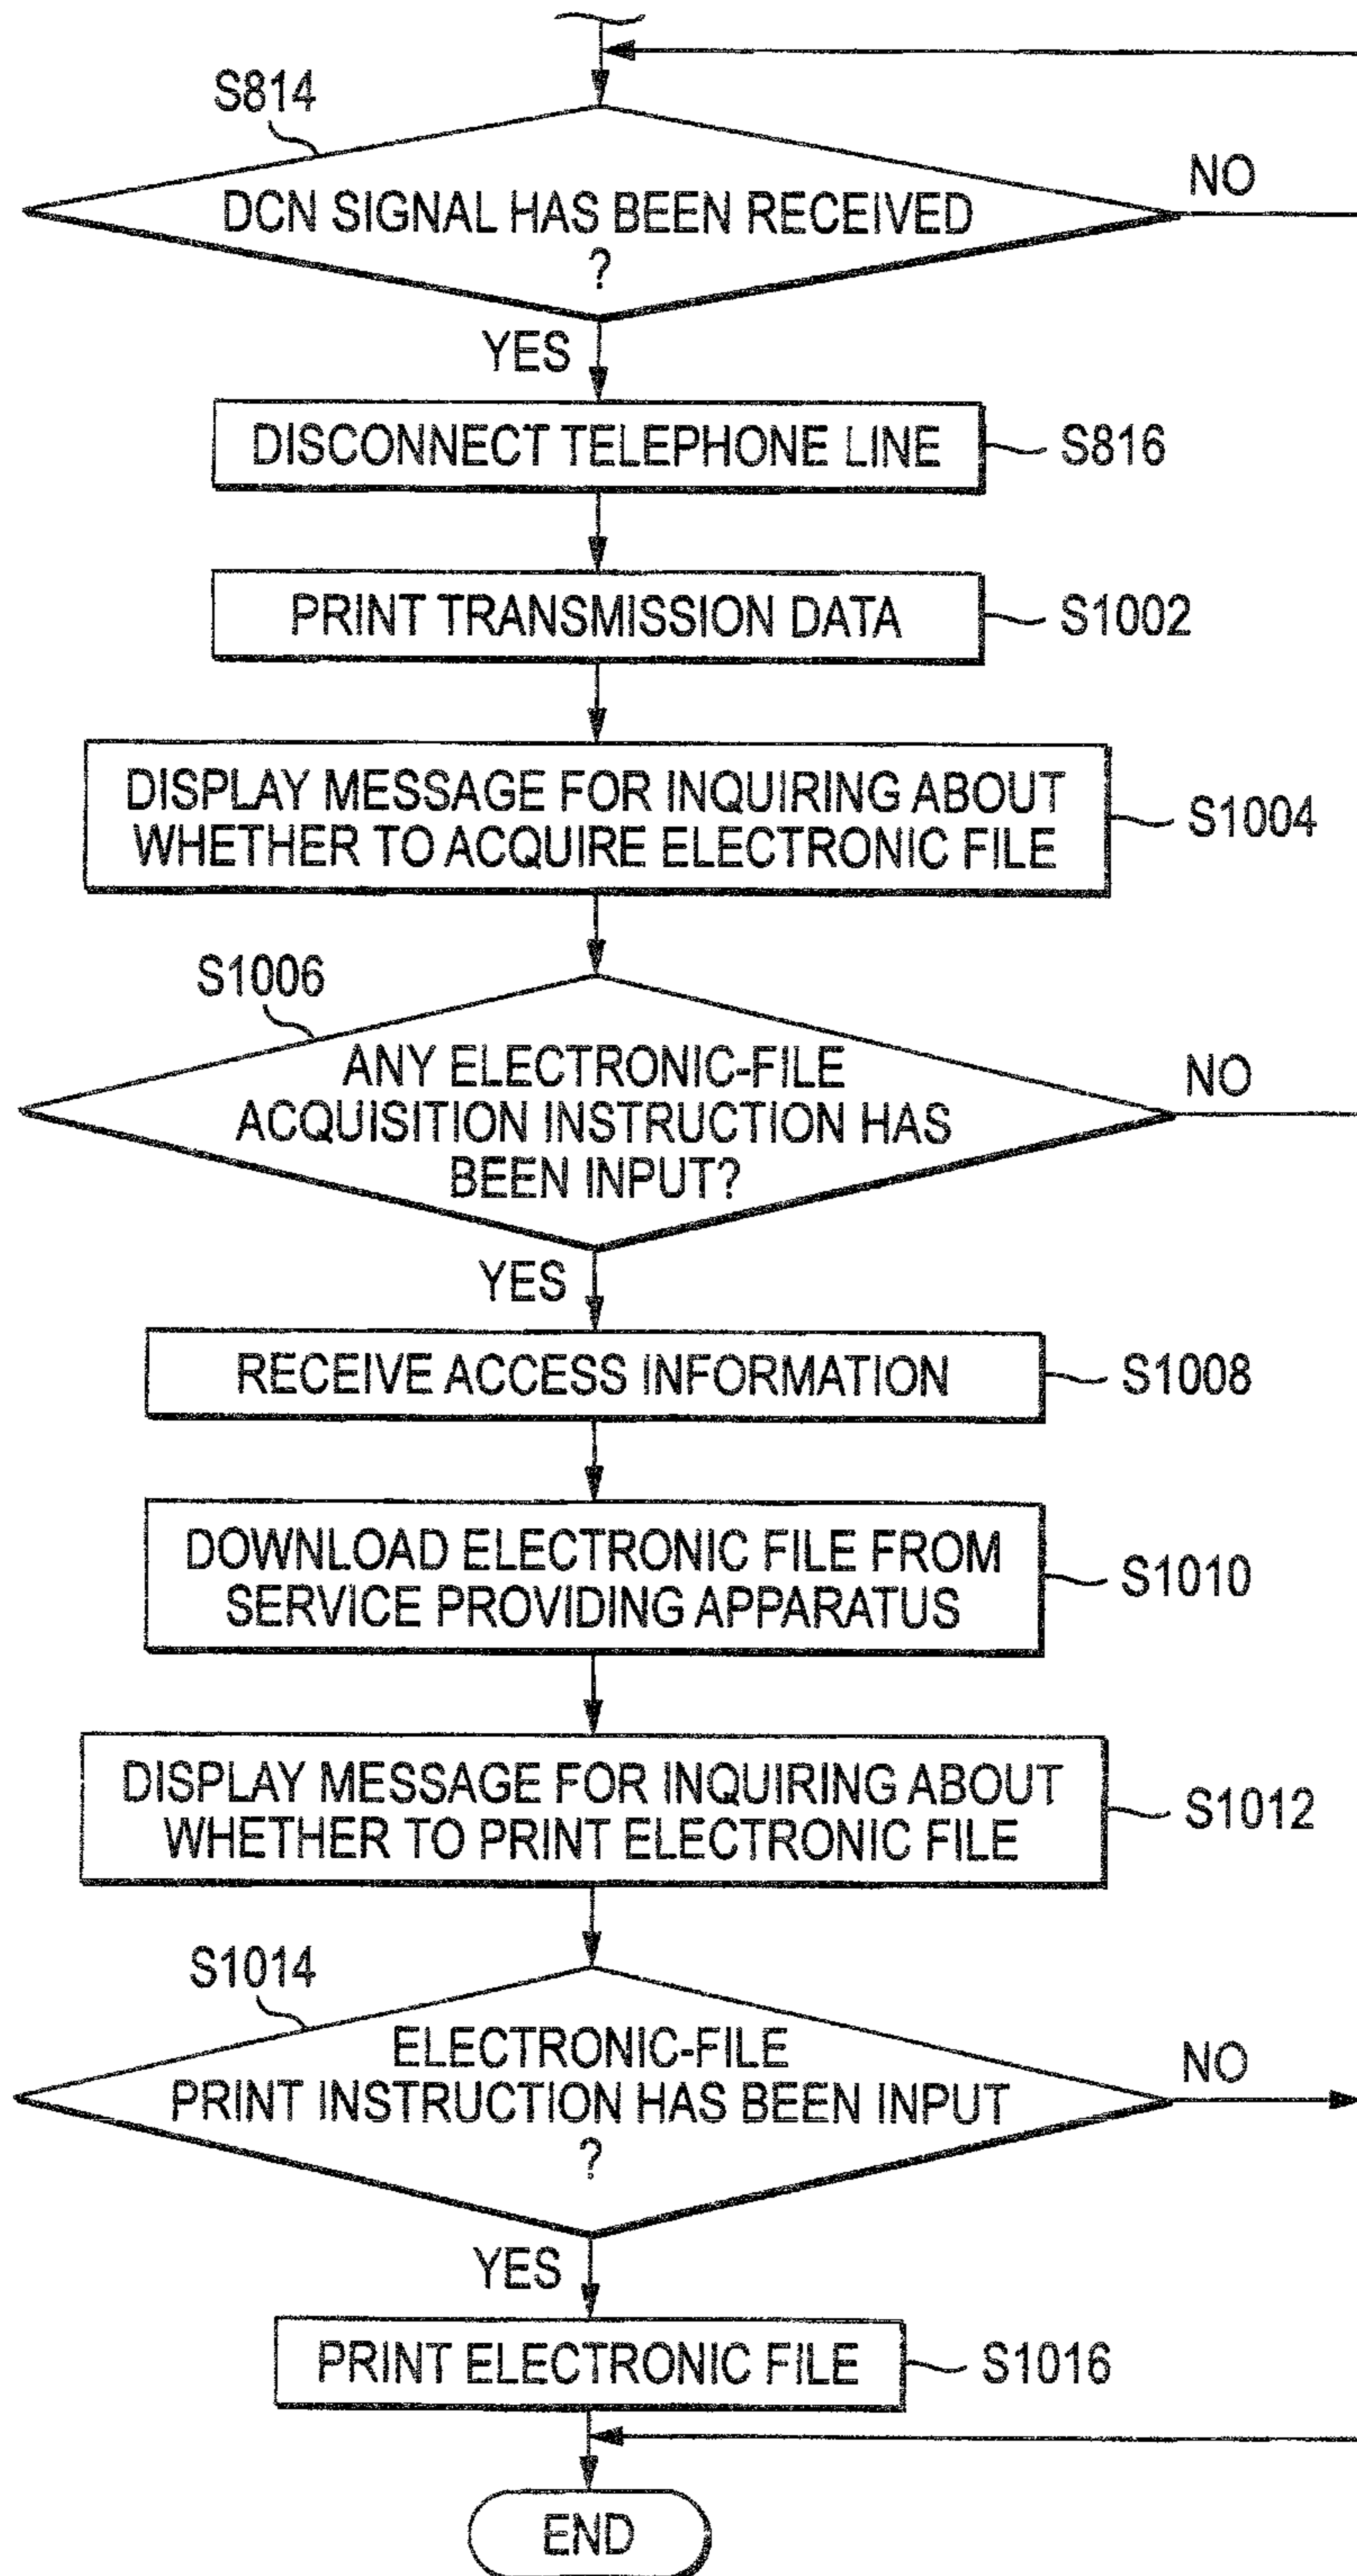 S814
DCN SIGNAL HAS BEEN RECEIVED
?
NO
YES
DISCONNECT TELEPHONE LINE
S816
PRINT TRANSMISSION DATA
S1002
DISPLAY MESSAGE FOR INQUIRING ABOUT
WHETHER TO ACQUIRE ELECTRONIC FILE
S1004
S1006
ANY ELECTRONIC-FILE
ACQUISITION INSTRUCTION HAS
BEEN INPUT?
NO
YES
RECEIVE ACCESS INFORMATION
S1008
DOWNLOAD ELECTRONIC FILE FROM
SERVICE PROVIDING APPARATUS
S1010
DISPLAY MESSAGE FOR INQUIRING ABOUT
WHETHER TO PRINT ELECTRONIC FILE
S1012
S1014
ELECTRONIC-FILE
PRINT INSTRUCTION HAS BEEN INPUT
?
NO
YES
PRINT ELECTRONIC FILE
S1016
END